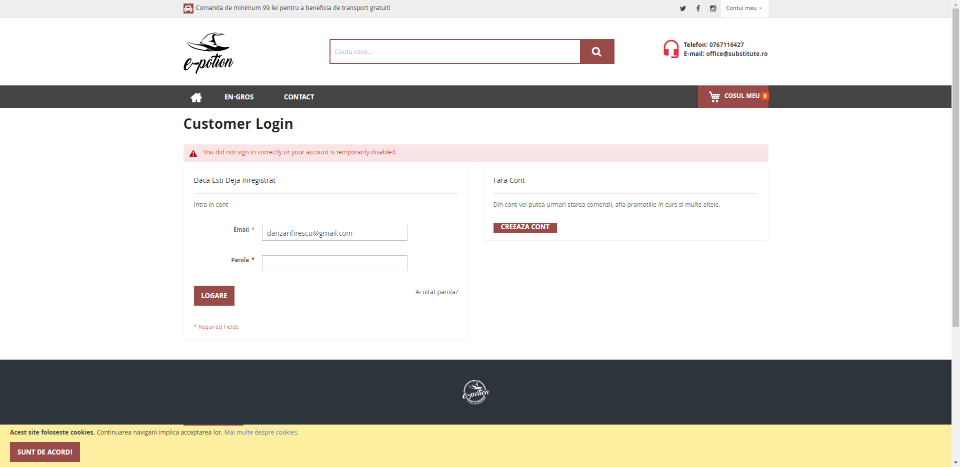 Comanda de minimum 99 lei pentru a beneficia de transport gratuit!
Contul meu
e-potion
Cauta ceva...
Telefon: 0767116427
E-mail: office@substitute.ro
EN-GROS
CONTACT
COSUL MEU 0
Customer Login
You did not sign in correctly or your account is temporarily disabled.
Daca Esti Deja Inregistrat
Intra in cont
Email *
danzanfirescu@gmail.com
Parola *
LOGARE
Ai uitat parola?
* Required Fields
Fara Cont
Din cont vei putea urmari starea comenzii, afla promotiile in curs si multe altele.
CREEAZA CONT
e-potion
Acest site foloseste cookies. Continuarea navigarii implica acceptarea lor. Mai multe despre cookies.
SUNT DE ACORD!